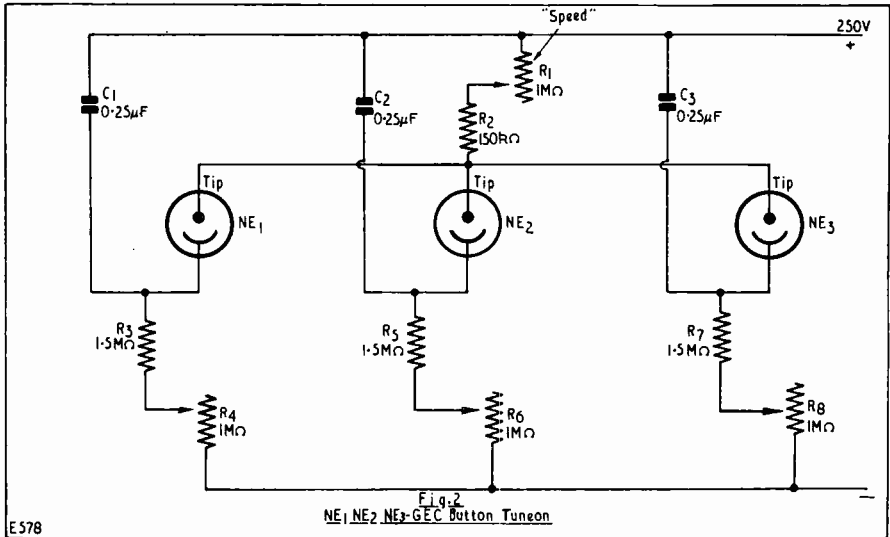 "Speed"
250V
+
C1
0·25µF
C2
0·25µF
R1
1MΩ
C3
0·25µF
R2
150kΩ
Tip
Tip
Tip
NE1
NE2
NE3
R3
1·5MΩ
R5
1·5MΩ
R7
1·5MΩ
R4
1MΩ
R6
1MΩ
R8
1MΩ
−
Fig.2
NE1 NE2 NE3-GEC Button Tuneon
E578